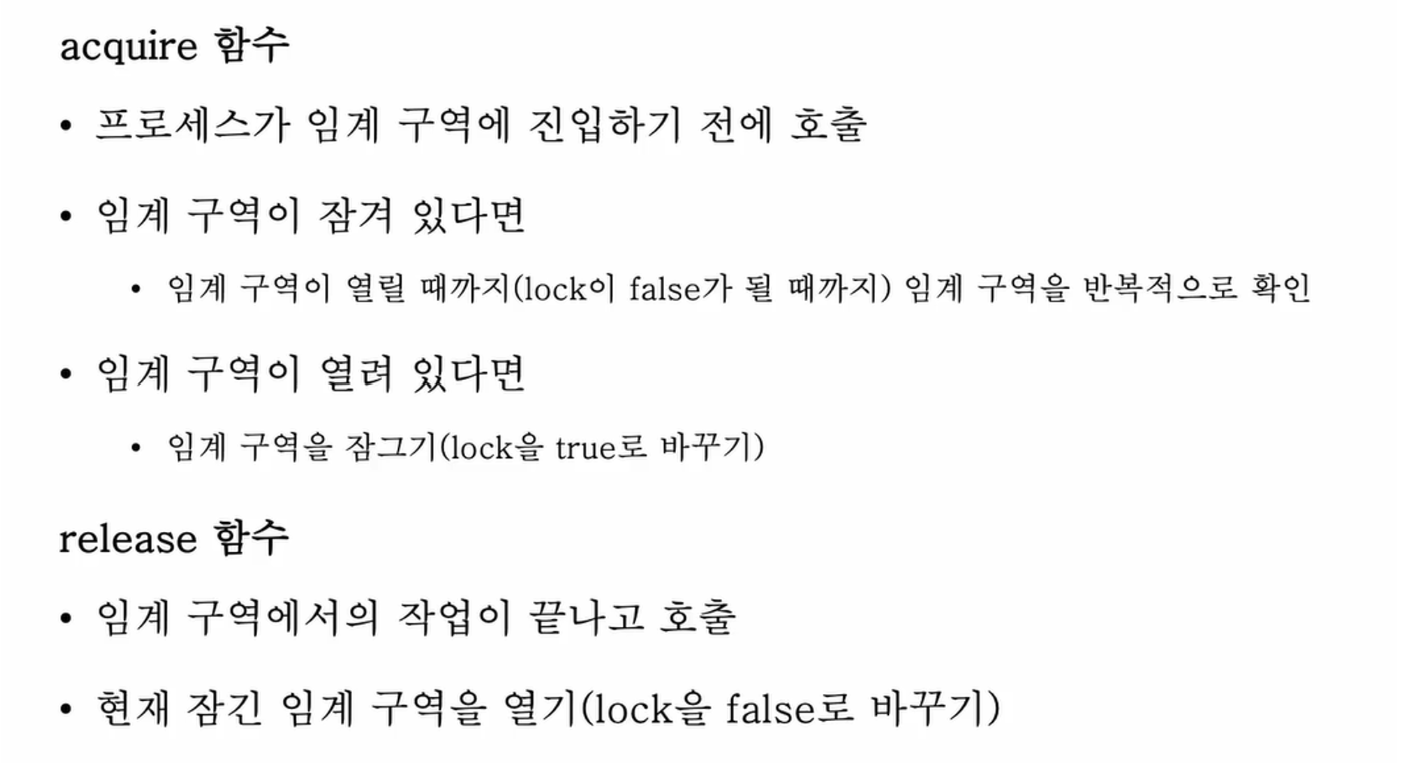 acquire 함수
• 프로세스가 임계 구역에 진입하기 전에 호출
• 임계 구역이 잠겨 있다면
• 임계 구역이 열릴 때까지(lock이 false가 될 때까지) 임계 구역을 반복적으로 확인
• 임계 구역이 열려 있다면
• 임계 구역을 잠그기(lock을 true로 바꾸기)
release 함수
• 임계 구역에서의 작업이 끝나고 호출
• 현재 잠긴 임계 구역을 열기(lock을 false로 바꾸기)